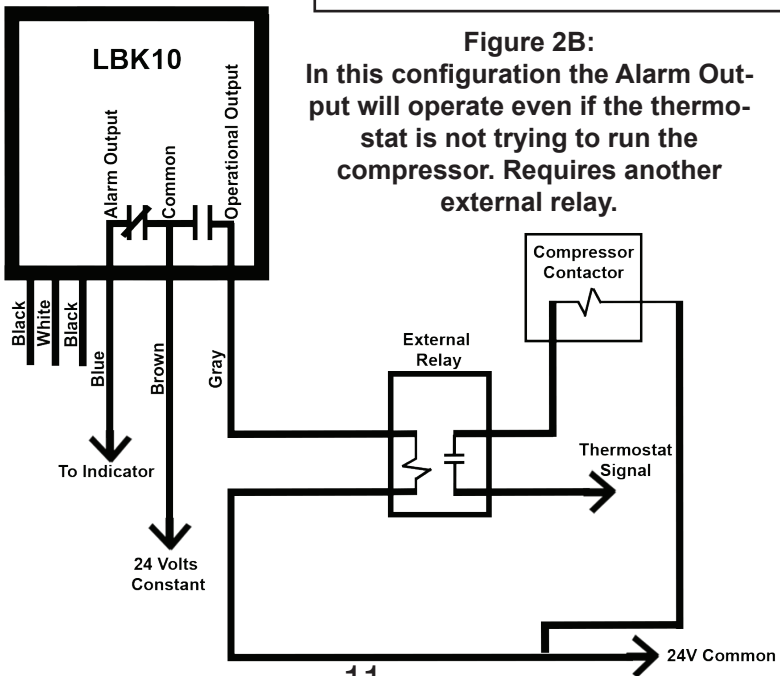 LBK10
Alarm Output
Common
Operational Output
Black
White
Black
Blue
Brown
Gray
To Indicator
24 Volts
Constant
Figure 2B:
In this configuration the Alarm Out-
put will operate even if the thermo-
stat is not trying to run the
compressor. Requires another
external relay.
Compressor
Contactor
External
Relay
Thermostat
Signal
24V Common
11